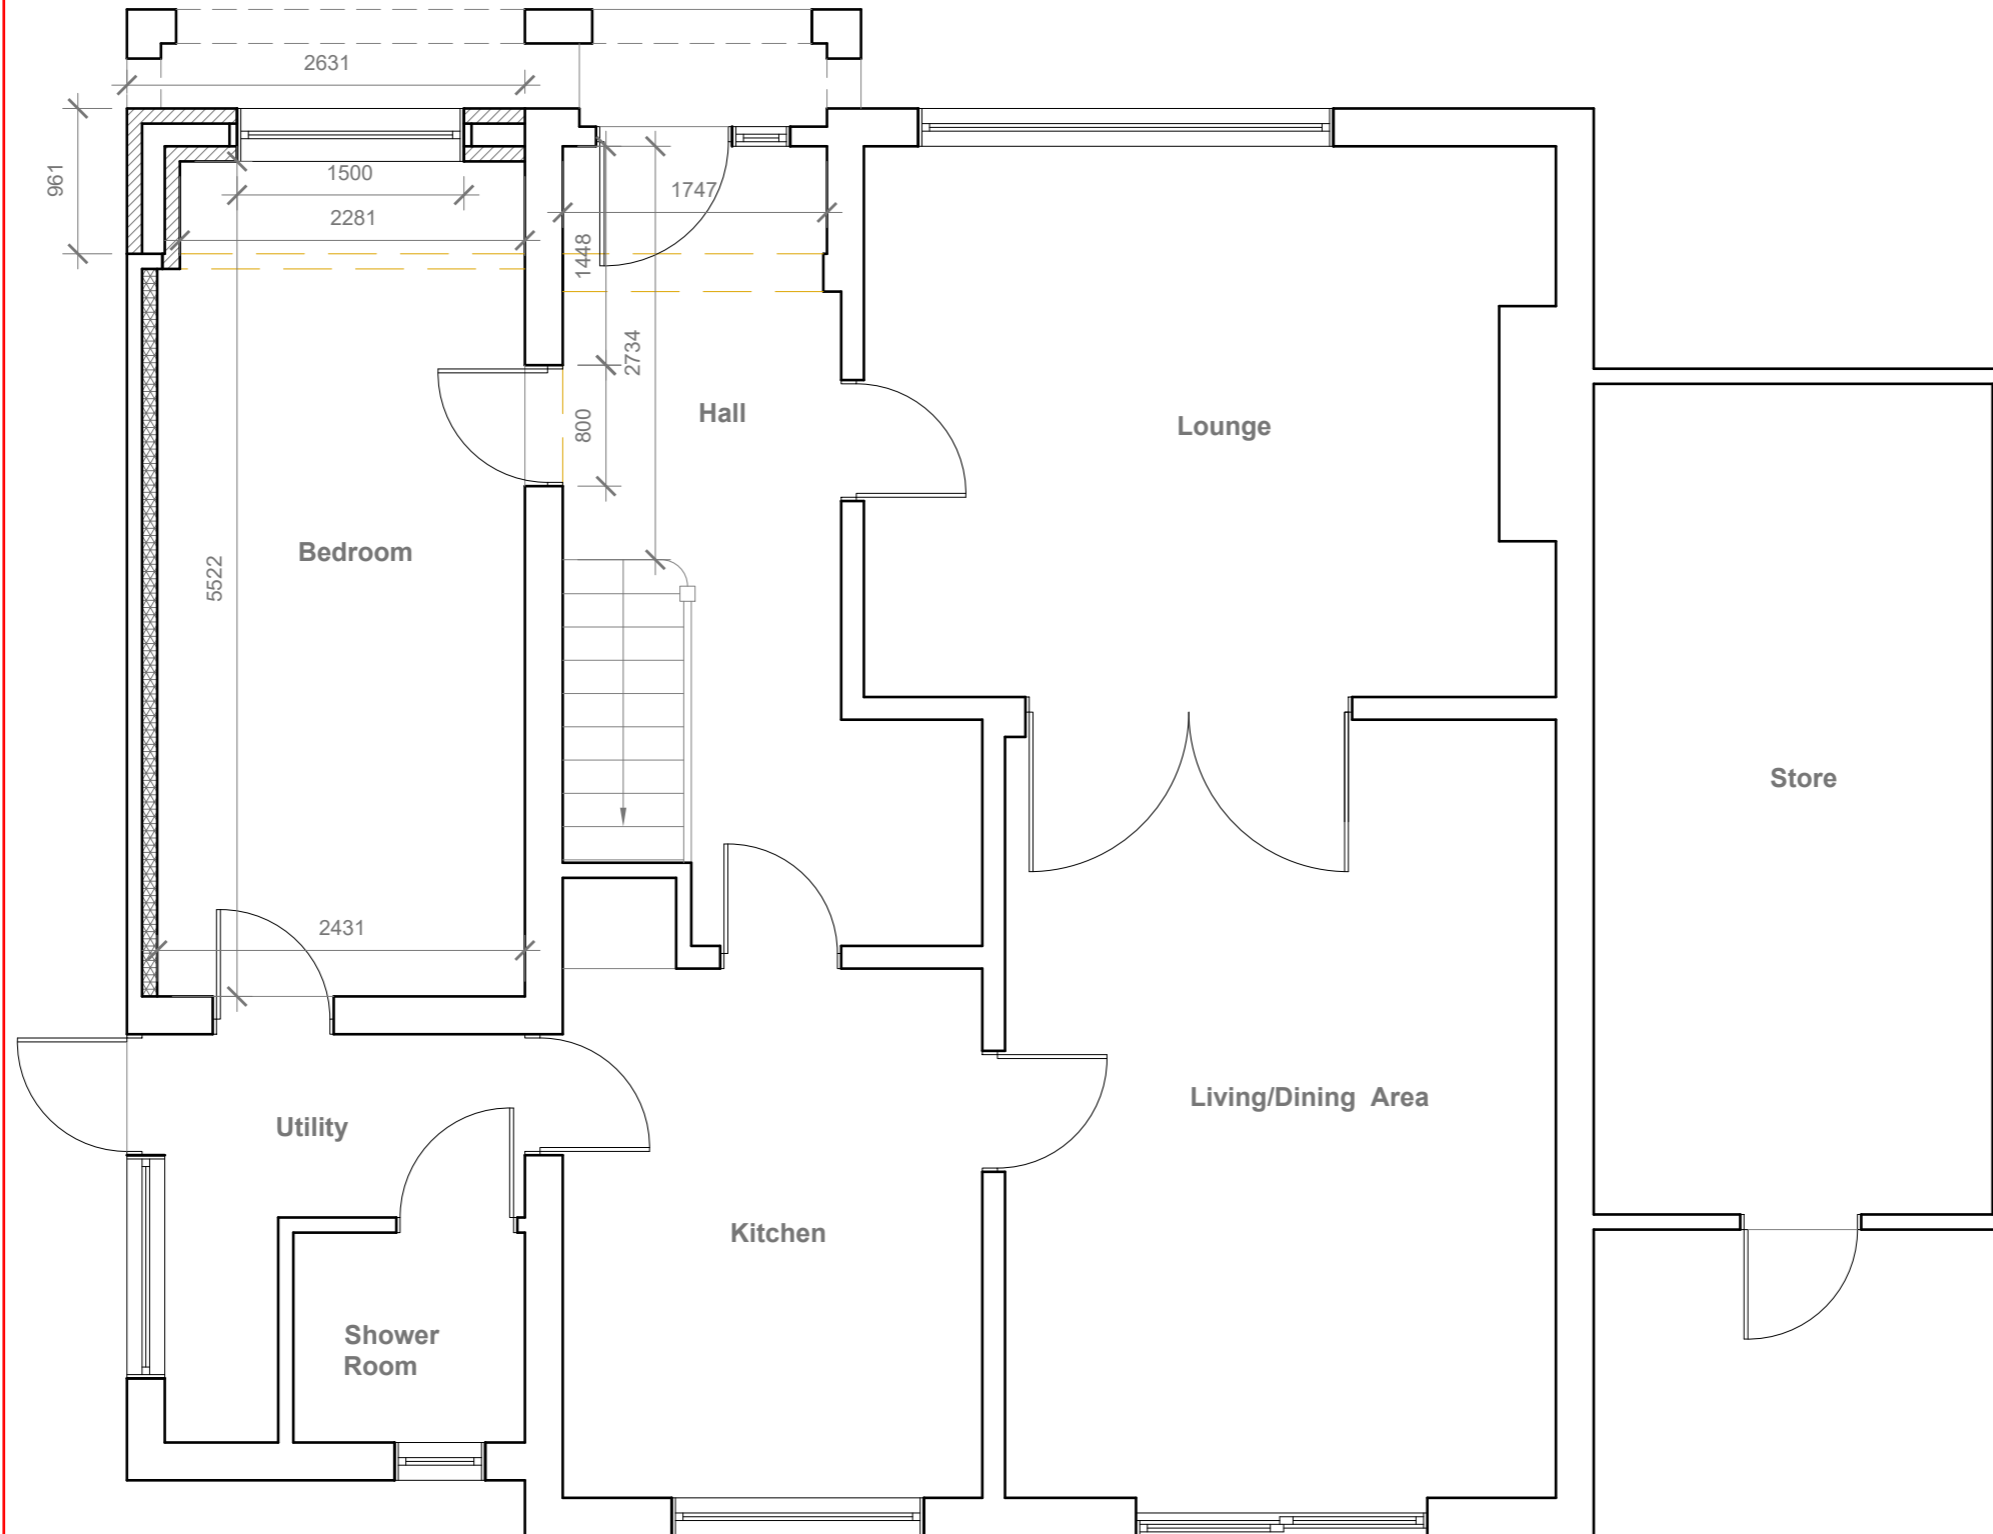 2631
961
1500
2281
1747
1448
2734
800
Hall
Lounge
Bedroom
5522
Store
2431
Living/Dining Area
Utility
Kitchen
Shower
Room